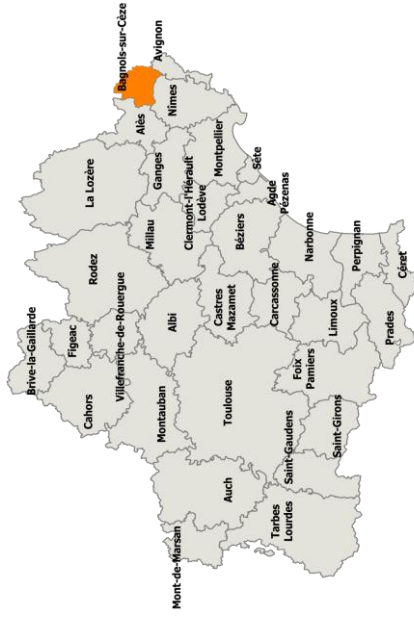 Brive-la-Gaillarde
Figeac
Cahors
Villefranche-de-Rouergue
Rodez
La Lozère
Bagnols-sur-Cèze
Avignon
Alès
Nîmes
Ganges
Millau
Clermont-l'Hérault
Lodève
Montpellier
Sète
Agde
Pézenas
Béziers
Albi
Castres
Mazamet
Montauban
Toulouse
Mont-de-Marsan
Auch
Tarbes
Lourdes
Saint-Gaudens
Saint-Girons
Foix
Pamiers
Carcassonne
Limoux
Narbonne
Perpignan
Prades
Céret